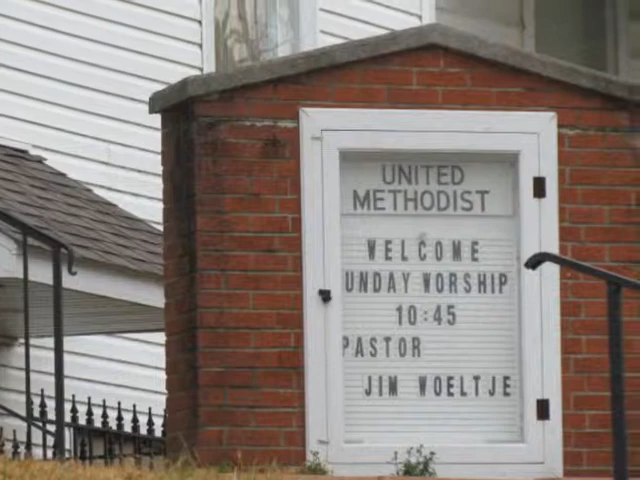 UNITED
METHODIST
WELCOME
UNDAY WORSHIP
10:45
PASTOR
JIM WOELTJE